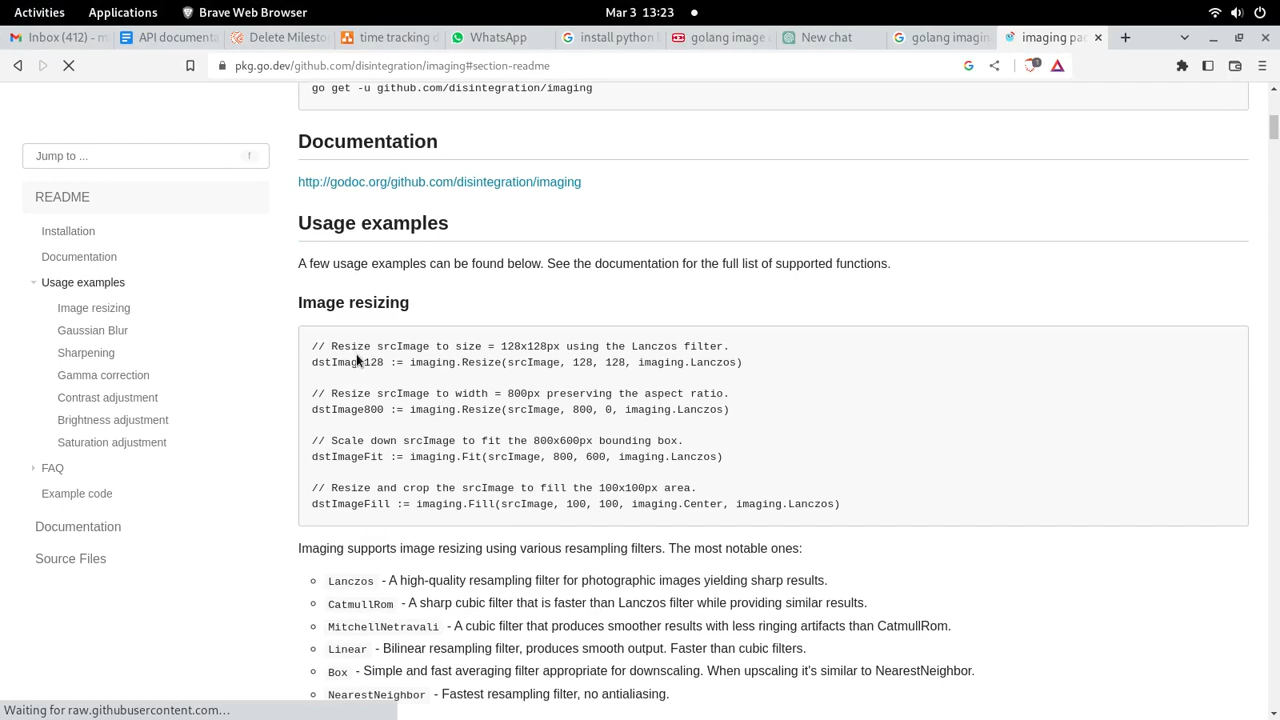 Activities
Applications
Brave Web Browser
Mar 3 13:23
Inbox (412) - m
API documenta
Delete Milesto
time tracking d
WhatsApp
install python l
golang image
New chat
golang imagin
imaging pac
pkg.go.dev/github.com/disintegration/imaging#section-readme
go get -u github.com/disintegration/imaging
Jump to ...
f
README
Installation
Documentation
Usage examples
Image resizing
Gaussian Blur
Sharpening
Gamma correction
Contrast adjustment
Brightness adjustment
Saturation adjustment
FAQ
Example code
Documentation
Source Files
Documentation
http://godoc.org/github.com/disintegration/imaging
Usage examples
A few usage examples can be found below. See the documentation for the full list of supported functions.
Image resizing
// Resize srcImage to size = 128x128px using the Lanczos filter.
dstImage128 := imaging.Resize(srcImage, 128, 128, imaging.Lanczos)
// Resize srcImage to width = 800px preserving the aspect ratio.
dstImage800 := imaging.Resize(srcImage, 800, 0, imaging.Lanczos)
// Scale down srcImage to fit the 800x600px bounding box.
dstImageFit := imaging.Fit(srcImage, 800, 600, imaging.Lanczos)
// Resize and crop the srcImage to fill the 100x100px area.
dstImageFill := imaging.Fill(srcImage, 100, 100, imaging.Center, imaging.Lanczos)
Imaging supports image resizing using various resampling filters. The most notable ones:
Lanczos - A high-quality resampling filter for photographic images yielding sharp results.
CatmullRom - A sharp cubic filter that is faster than Lanczos filter while providing similar results.
MitchellNetravali - A cubic filter that produces smoother results with less ringing artifacts than CatmullRom.
Linear - Bilinear resampling filter, produces smooth output. Faster than cubic filters.
Box - Simple and fast averaging filter appropriate for downscaling. When upscaling it's similar to NearestNeighbor.
NearestNeighbor - Fastest resampling filter, no antialiasing.
Waiting for raw.githubusercontent.com…